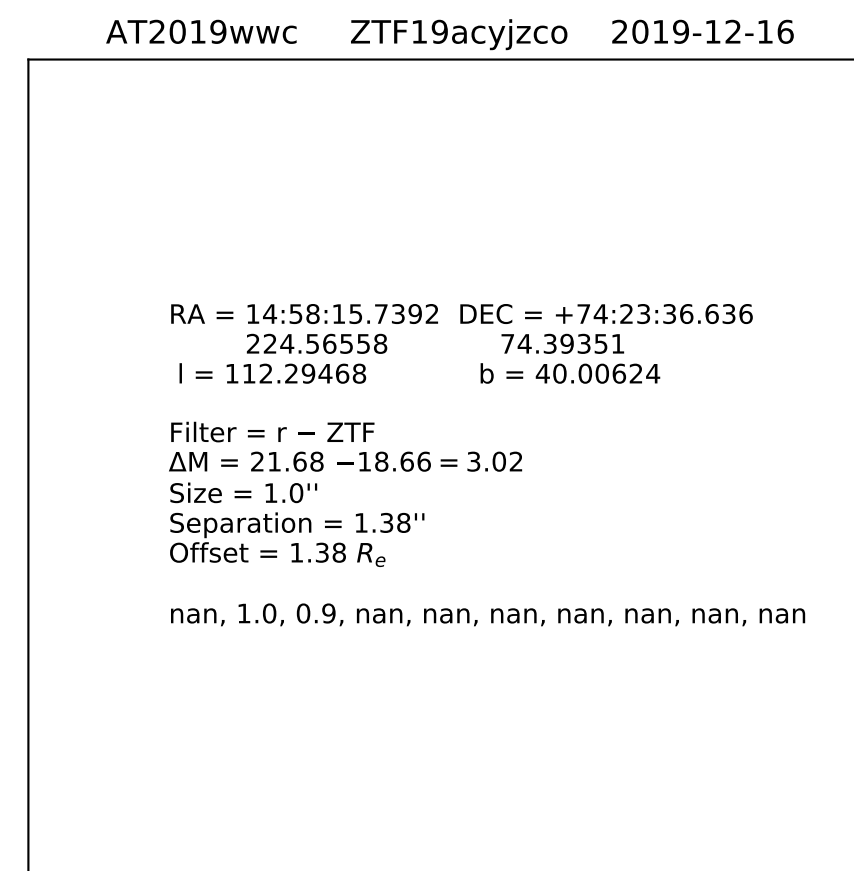 AT2019wwc ZTF19acyjzco 2019-12-16
RA = 14:58:15.7392 DEC = +74:23:36.636
224.56558 74.39351
l = 112.29468 b = 40.00624
Filter = r − ZTF
ΔM = 21.68 −18.66 = 3.02
Size = 1.0''
Separation = 1.38''
Offset = 1.38 Rₑ
nan, 1.0, 0.9, nan, nan, nan, nan, nan, nan, nan